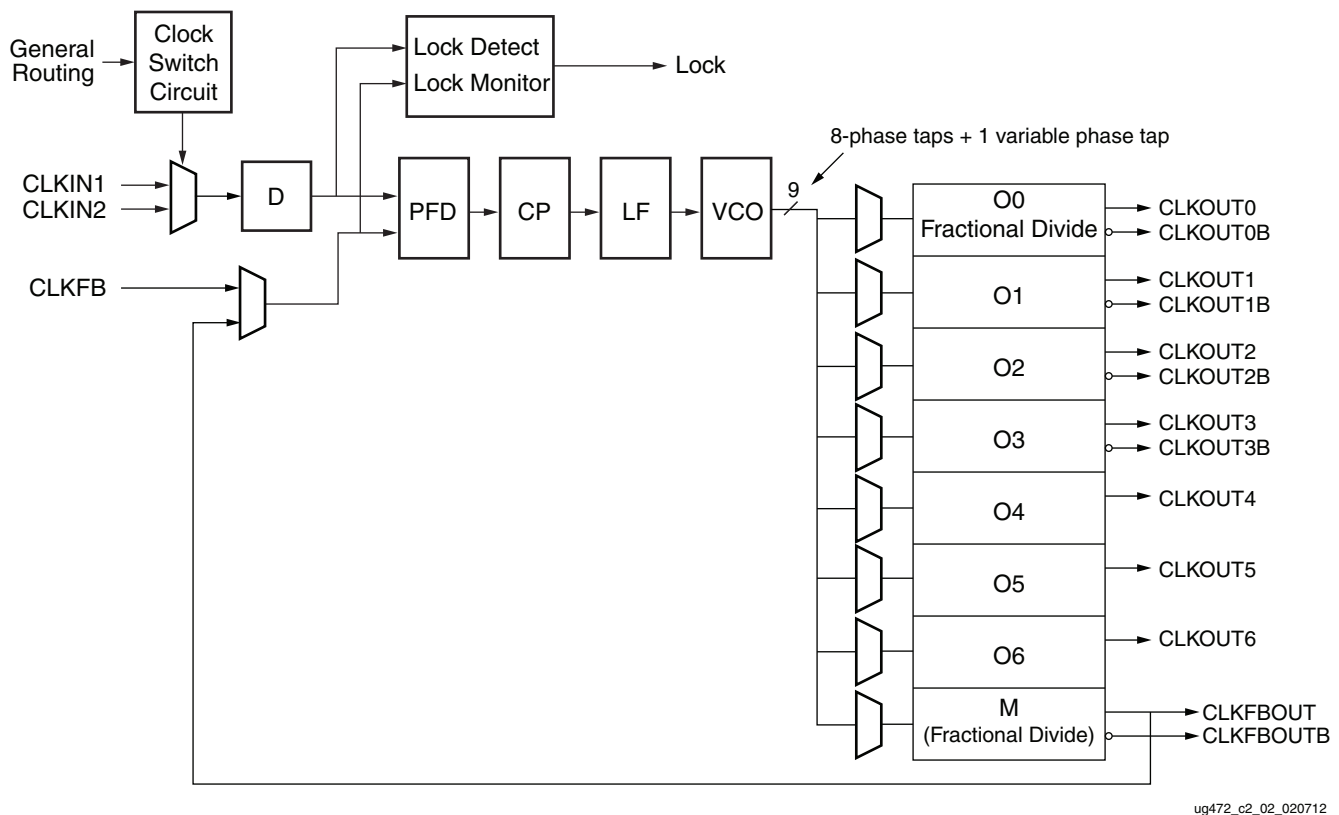 General
Routing
Clock
Switch
Circuit
Lock Detect
Lock Monitor
Lock
8-phase taps + 1 variable phase tap
CLKIN1
CLKIN2
D
PFD
CP
LF
VCO
9
CLKFB
O0
Fractional Divide
CLKOUT0
CLKOUT0B
O1
CLKOUT1
CLKOUT1B
O2
CLKOUT2
CLKOUT2B
O3
CLKOUT3
CLKOUT3B
O4
CLKOUT4
O5
CLKOUT5
O6
CLKOUT6
M
(Fractional Divide)
CLKFBOUT
CLKFBOUTB
ug472_c2_02_020712